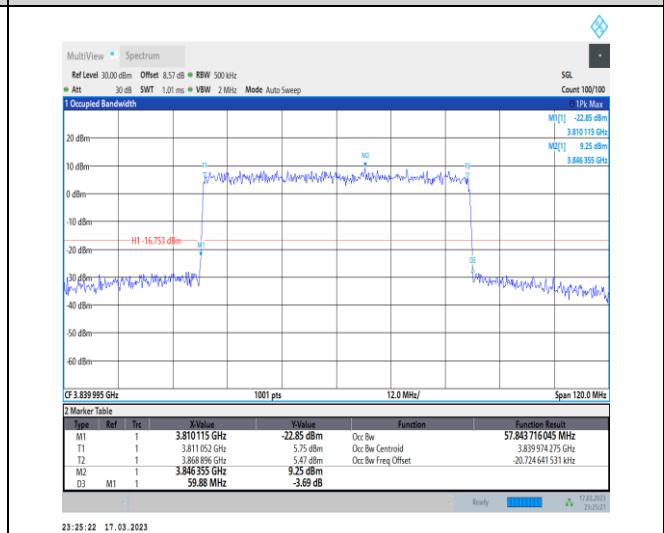 MultiView Spectrum
Ref Level 30.00 dBm Offset 8.57 dB RBW 500 kHz SGL
Att 30 dB SWT 1.01 ms VBW 2 MHz Mode Auto Sweep Count 100/100
1 Occupied Bandwidth 1Pk Max
M1[1] -22.85 dBm
3.810115 GHz
M2[1] 9.25 dBm
3.846355 GHz
20 dBm
10 dBm
0 dBm
-10 dBm
-20 dBm
-30 dBm
-40 dBm
-50 dBm
-60 dBm
T1
M2
T2
H1 -16.753 dBm
M1
D3
CF 3.839 995 GHz 1001 pts 12.0 MHz/ Span 120.0 MHz
2 Marker Table
Type Ref Trc X-Value Y-Value Function Function Result
M1 1 3.810115 GHz -22.85 dBm Occ Bw 57.843 716 045 MHz
T1 1 3.811 052 GHz 5.75 dBm Occ Bw Centroid 3.839 974 275 GHz
T2 1 3.868 896 GHz 5.47 dBm Occ Bw Freq Offset -20.724 641 531 kHz
M2 1 3.846 355 GHz 9.25 dBm
D3 M1 1 59.88 MHz -3.69 dB
Ready 17.03.2023
23:25:21
23:25:22 17.03.2023